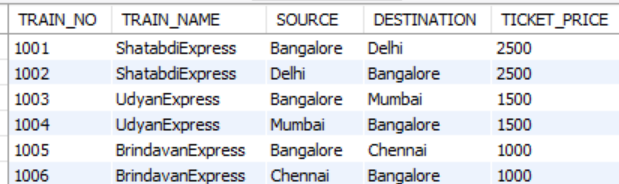 TRAIN_NO TRAIN_NAME SOURCE DESTINATION TICKET_PRICE
1001 ShatabdiExpress Bangalore Delhi 2500
1002 ShatabdiExpress Delhi Bangalore 2500
1003 UdyanExpress Bangalore Mumbai 1500
1004 UdyanExpress Mumbai Bangalore 1500
1005 BrindavanExpress Bangalore Chennai 1000
1006 BrindavanExpress Chennai Bangalore 1000